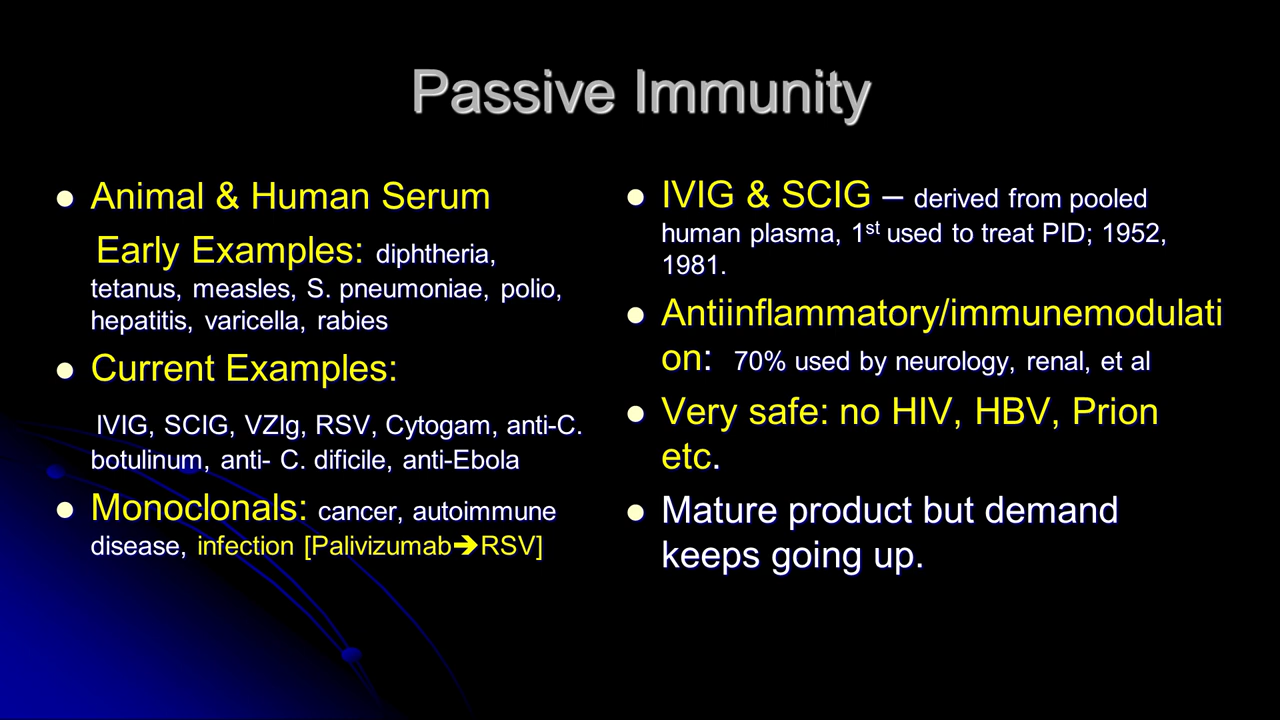 Passive Immunity
Animal & Human Serum
Early Examples: diphtheria,
tetanus, measles, S. pneumoniae, polio,
hepatitis, varicella, rabies
Current Examples:
IVIG, SCIG, VZIg, RSV, Cytogam, anti-C.
botulinum, anti- C. dificile, anti-Ebola
Monoclonals: cancer, autoimmune
disease, infection [Palivizumab➔RSV]
IVIG & SCIG – derived from pooled
human plasma, 1st used to treat PID; 1952,
1981.
Antiinflammatory/immunemodulati
on: 70% used by neurology, renal, et al
Very safe: no HIV, HBV, Prion
etc.
Mature product but demand
keeps going up.